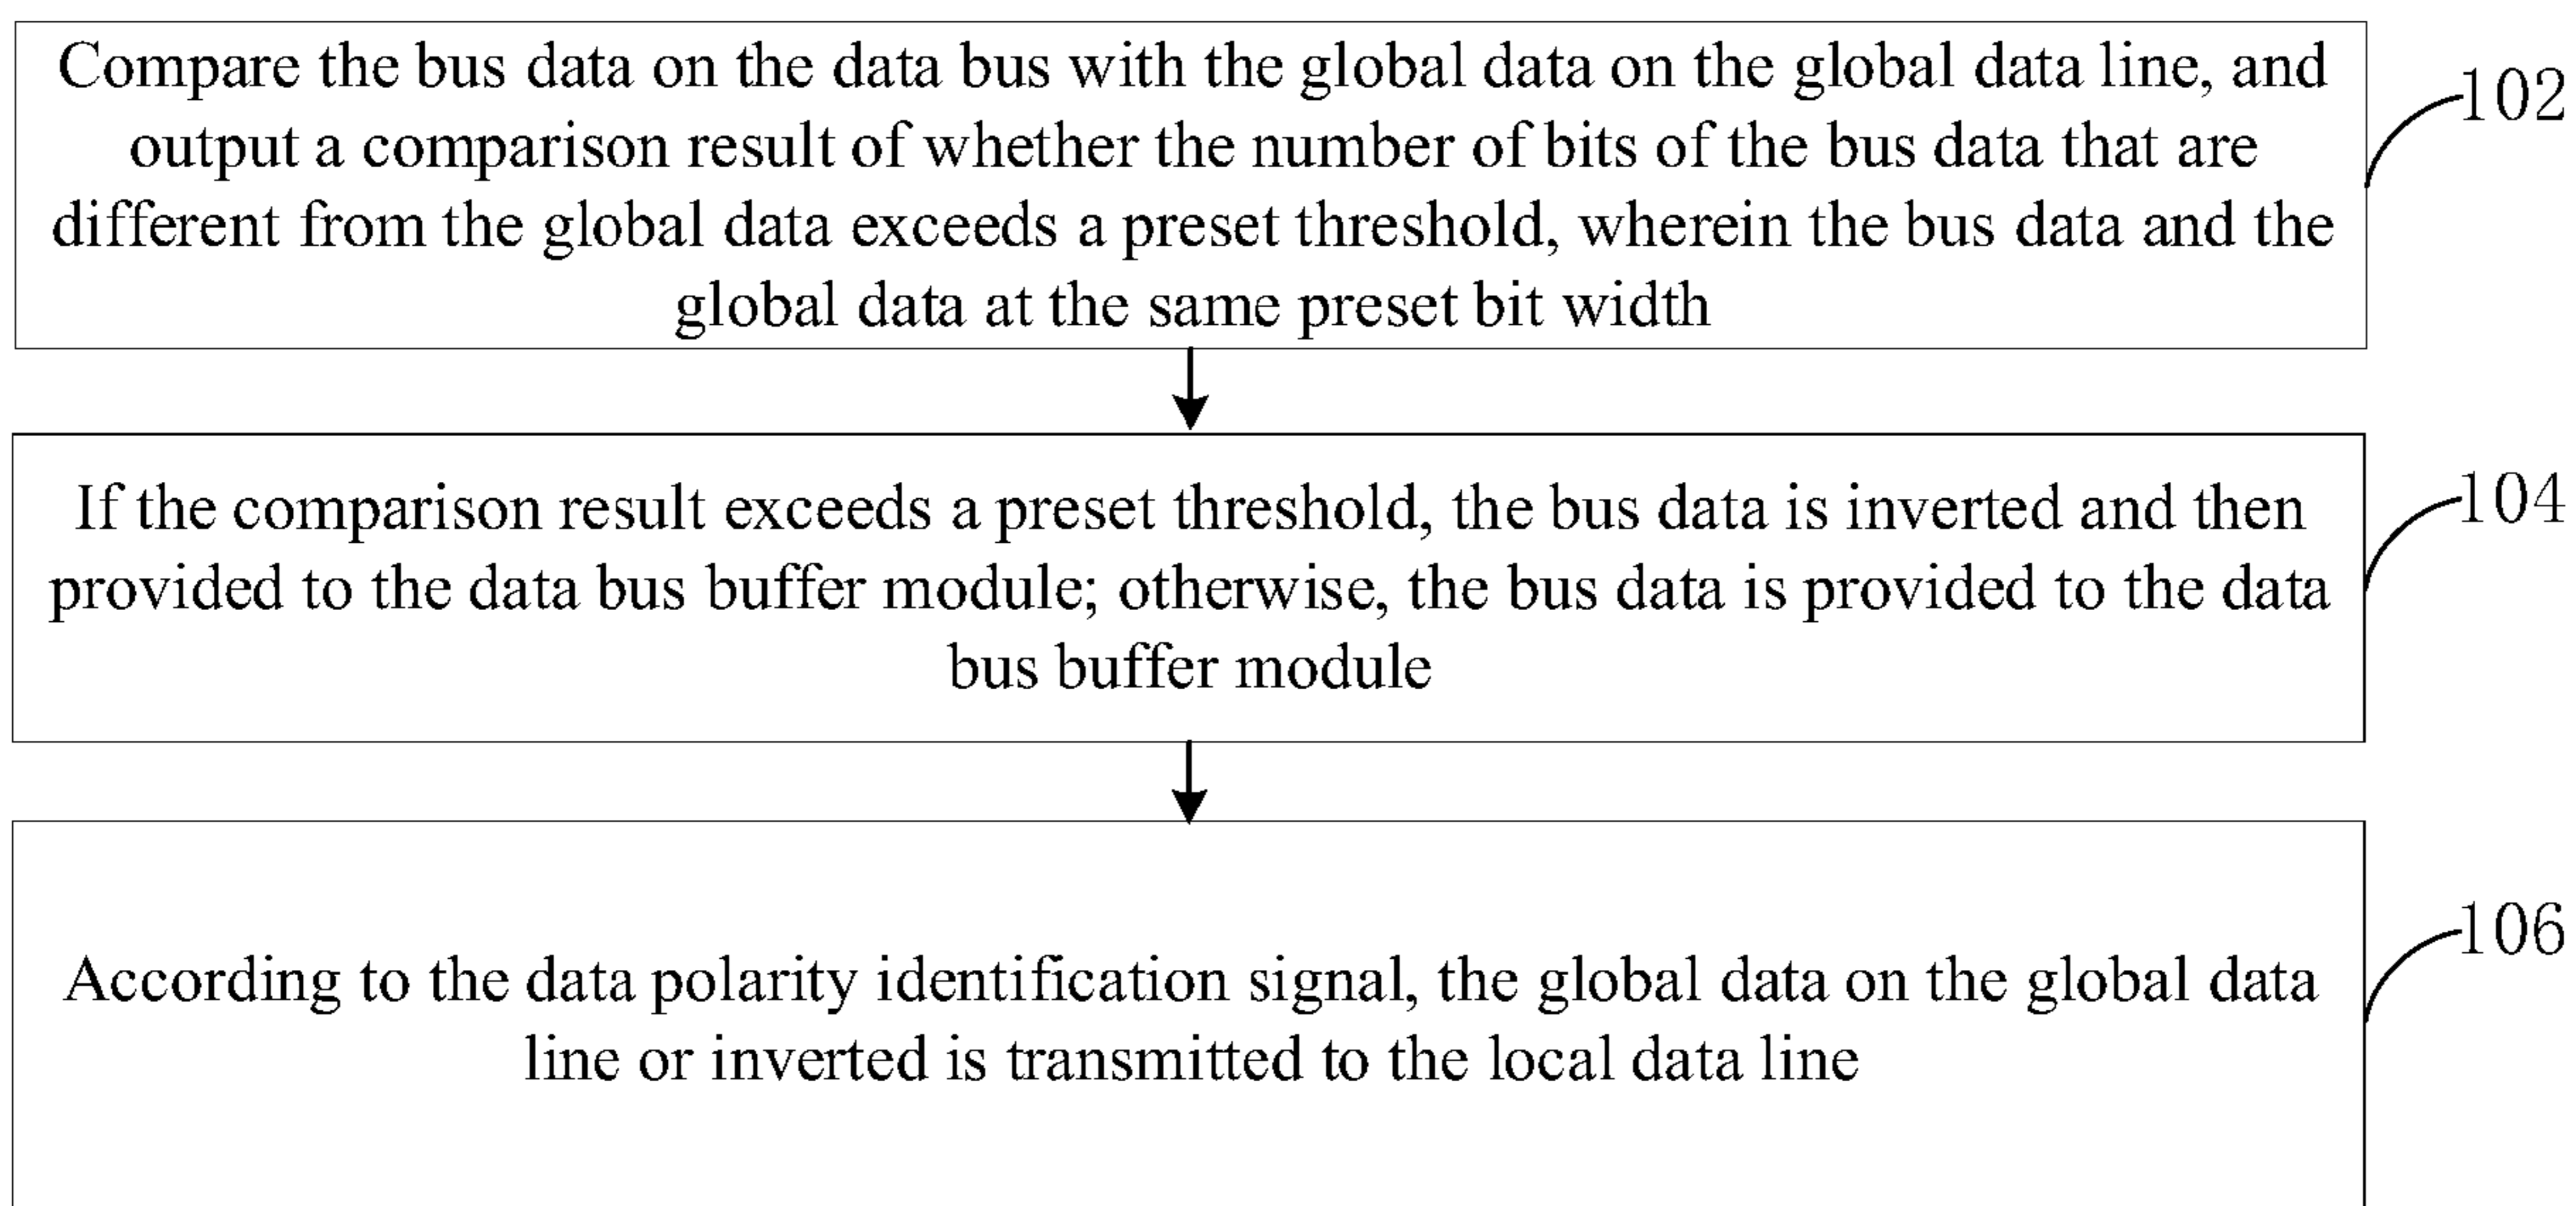 Compare the bus data on the data bus with the global data on the global data line, and
output a comparison result of whether the number of bits of the bus data that are
different from the global data exceeds a preset threshold, wherein the bus data and the
global data at the same preset bit width
102
If the comparison result exceeds a preset threshold, the bus data is inverted and then
provided to the data bus buffer module; otherwise, the bus data is provided to the data
bus buffer module
104
According to the data polarity identification signal, the global data on the global data
line or inverted is transmitted to the local data line
106